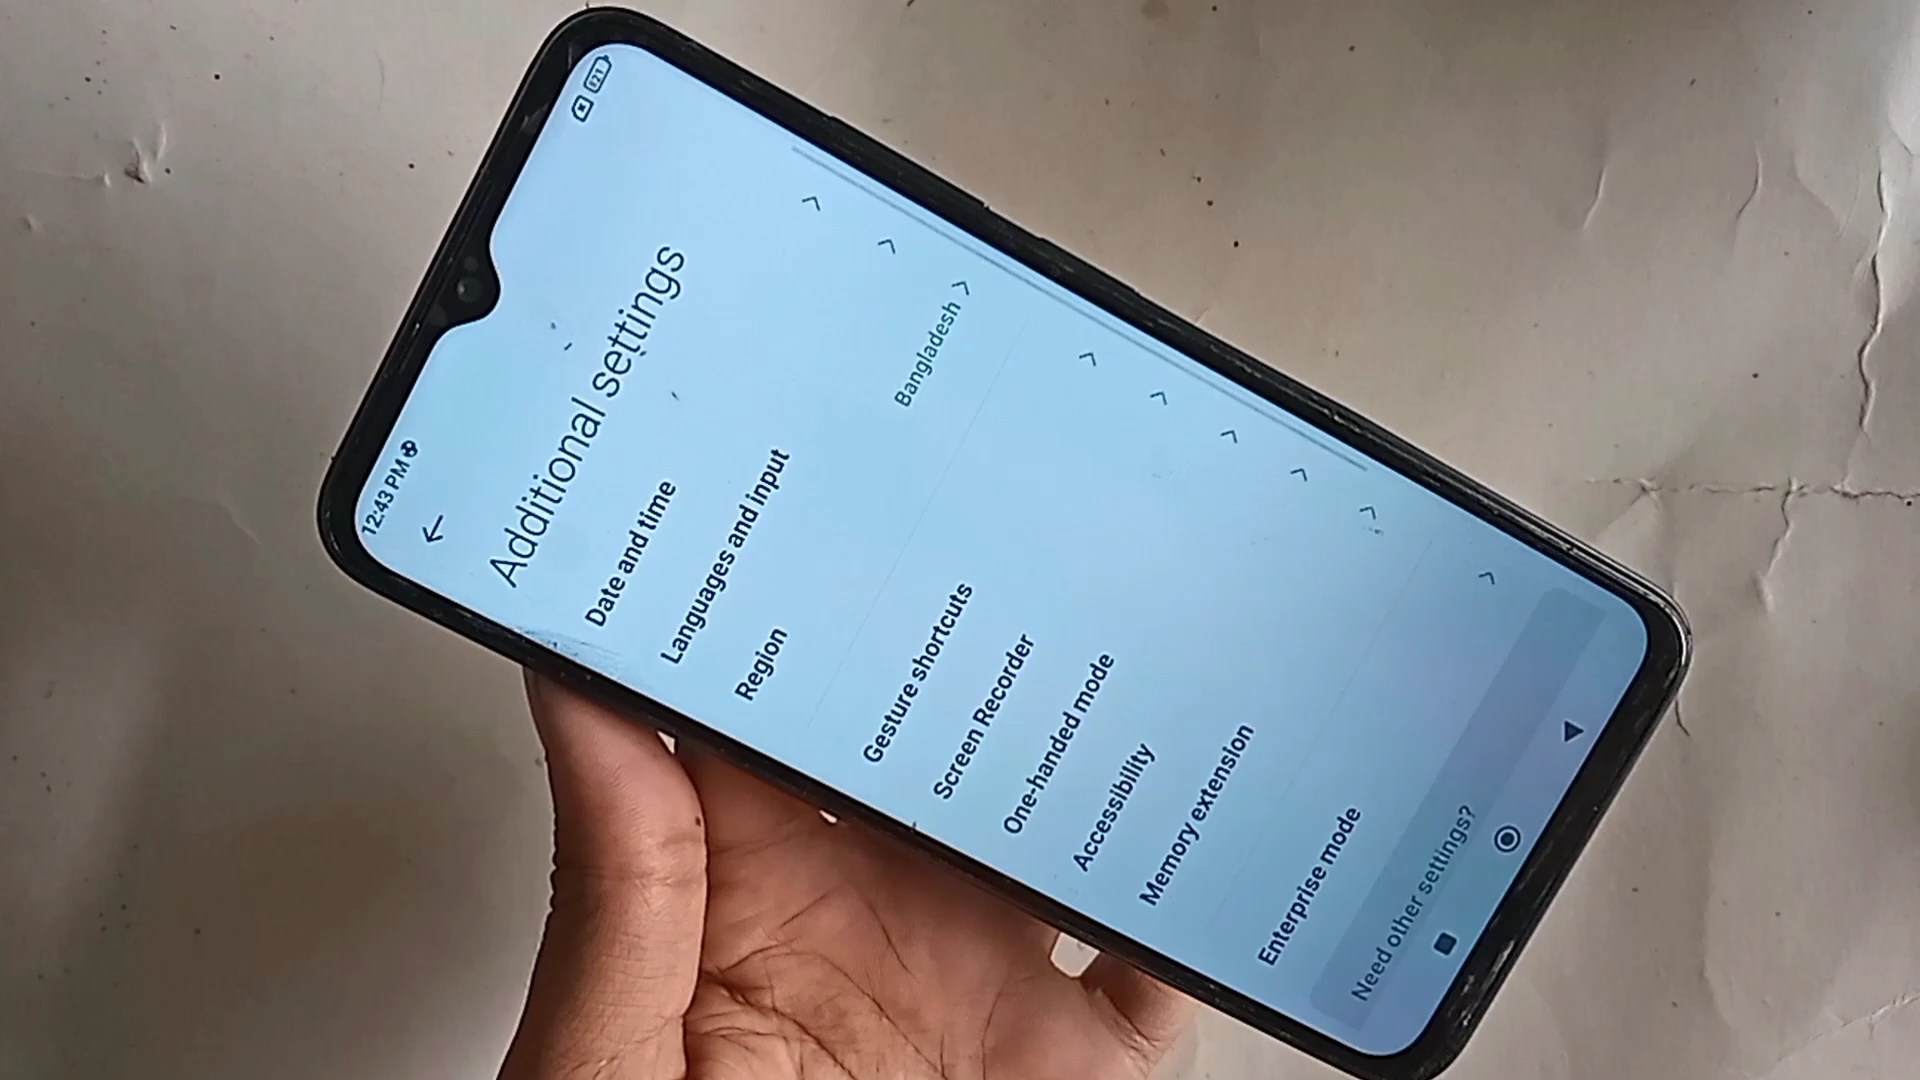 12:43 PM
Additional settings
Date and time
Languages and input
Region
Bangladesh
Gesture shortcuts
Screen Recorder
One-handed mode
Accessibility
Memory extension
Enterprise mode
Need other settings?